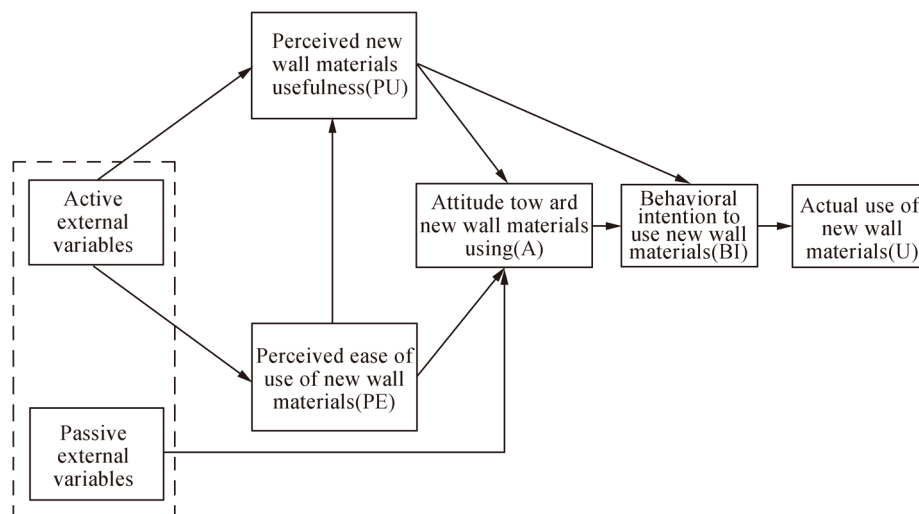 Perceived new
wall materials
usefulness(PU)
Active
external
variables
Attitude tow ard
new wall materials
using(A)
Behavioral
intention to
use new wall
materials(BI)
Actual use of
new wall
materials(U)
Perceived ease of
use of new wall
materials(PE)
Passive
external
variables